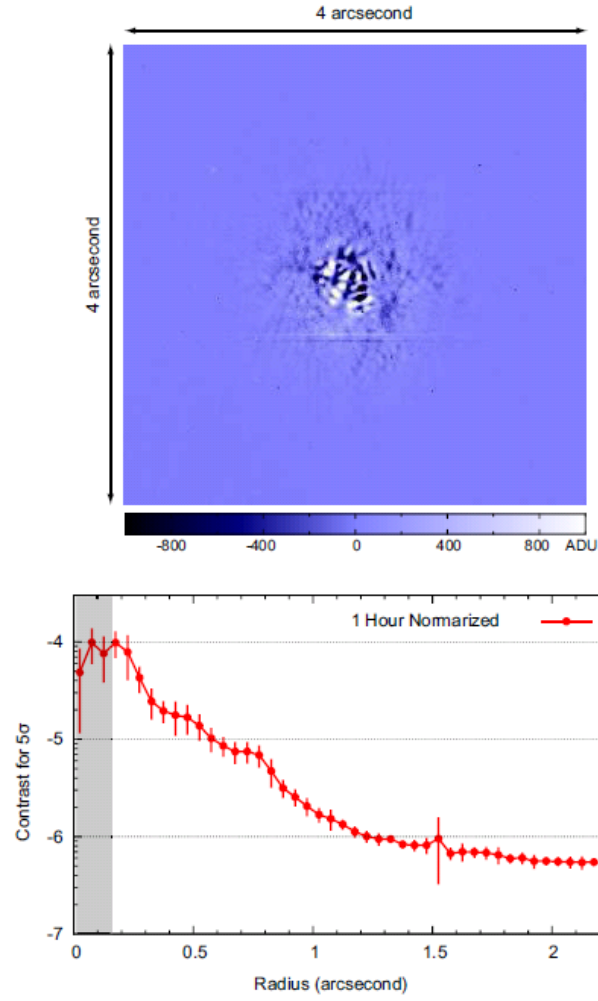 4 arcsecond
4 arcsecond
-800 -400 0 400 800 ADU
1 Hour Normarized
-4
-5
-6
-7
Contrast for 5σ
0 0.5 1 1.5 2
Radius (arcsecond)